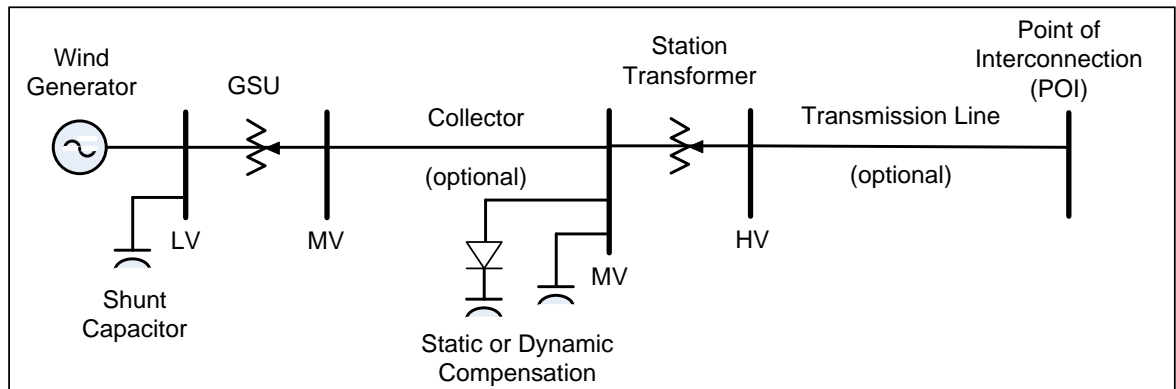 Wind
Generator
GSU
Collector
(optional)
Station
Transformer
Transmission Line
(optional)
Point of
Interconnection
(POI)
LV
MV
MV
HV
Shunt
Capacitor
Static or Dynamic
Compensation